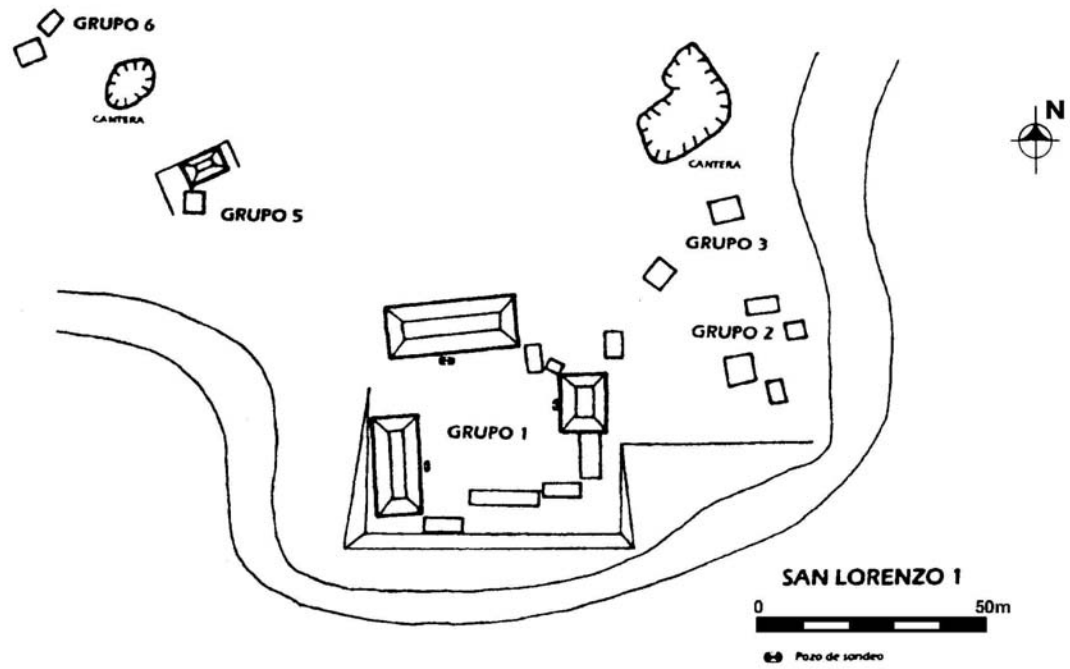 GRUPO 6
CANTERA
GRUPO 5
CANTERA
N
GRUPO 3
GRUPO 2
GRUPO 1
SAN LORENZO 1
0 50m
Pozo de sondeo